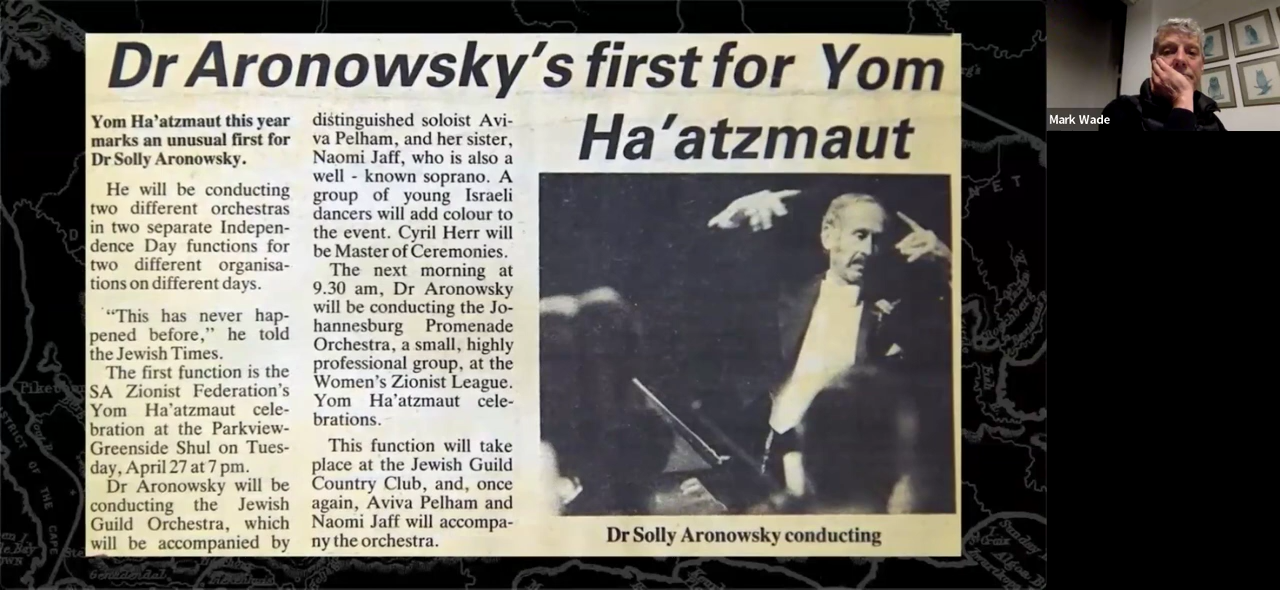 Dr Aronowsky's first for Yom
Ha'atzmaut
Yom Ha'atzmaut this year
marks an unusual first for
Dr Solly Aronowsky.
He will be conducting
two different orchestras
in two separate Indepen-
dence Day functions for
two different organisa-
tions on different days.
"This has never hap-
pened before," he told
the Jewish Times.
The first function is the
SA Zionist Federation's
Yom Ha'atzmaut cele-
bration at the Parkview-
Greenside Shul on Tues-
day, April 27 at 7 pm.
Dr Aronowsky will be
conducting the Jewish
Guild Orchestra, which
will be accompanied by
distinguished soloist Avi-
va Pelham, and her sister,
Naomi Jaff, who is also a
well - known soprano. A
group of young Israeli
dancers will add colour to
the event. Cyril Herr will
be Master of Ceremonies.
The next morning at
9.30 am, Dr Aronowsky
will be conducting the Jo-
hannesburg Promenade
Orchestra, a small, highly
professional group, at the
Women's Zionist League.
Yom Ha'atzmaut cele-
brations.
This function will take
place at the Jewish Guild
Country Club, and, once
again, Aviva Pelham and
Naomi Jaff will accompa-
ny the orchestra.
Dr Solly Aronowsky conducting
Mark Wade